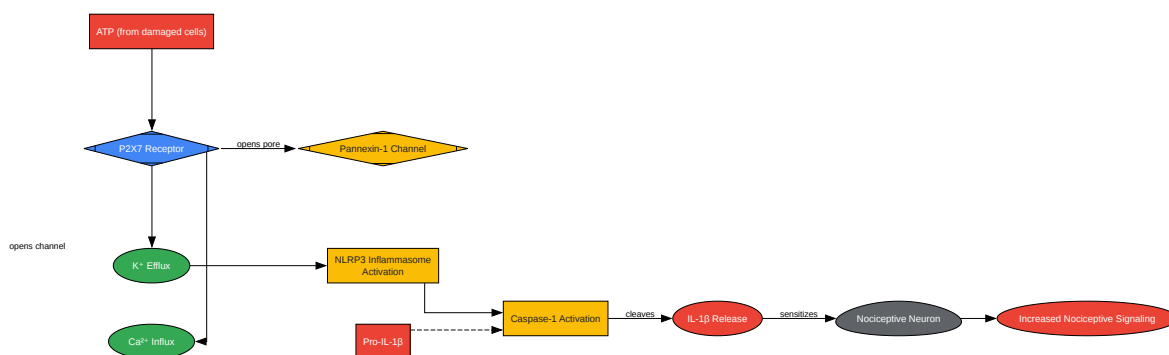 ATP (from damaged cells)
P2X7 Receptor
opens pore
Pannexin-1 Channel
opens channel
K⁺ Efflux
NLRP3 Inflammasome
Activation
Caspase-1 Activation
cleaves
IL-1β Release
sensitizes
Nociceptive Neuron
Increased Nociceptive Signaling
Pro-IL-1β
Ca²⁺ Influx